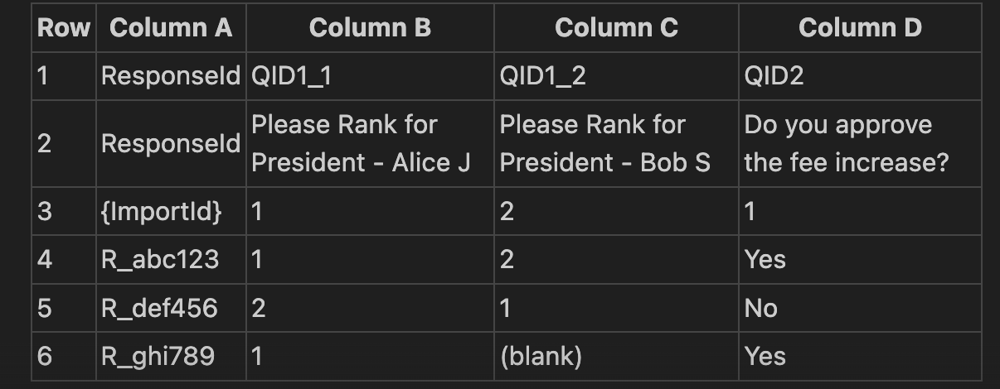 Row Column A Column B Column C Column D
1 ResponseId QID1_1 QID1_2 QID2
2 ResponseId Please Rank for President - Alice J Please Rank for President - Bob S Do you approve the fee increase?
3 {ImportId} 1 2 1
4 R_abc123 1 2 Yes
5 R_def456 2 1 No
6 R_ghi789 1 (blank) Yes